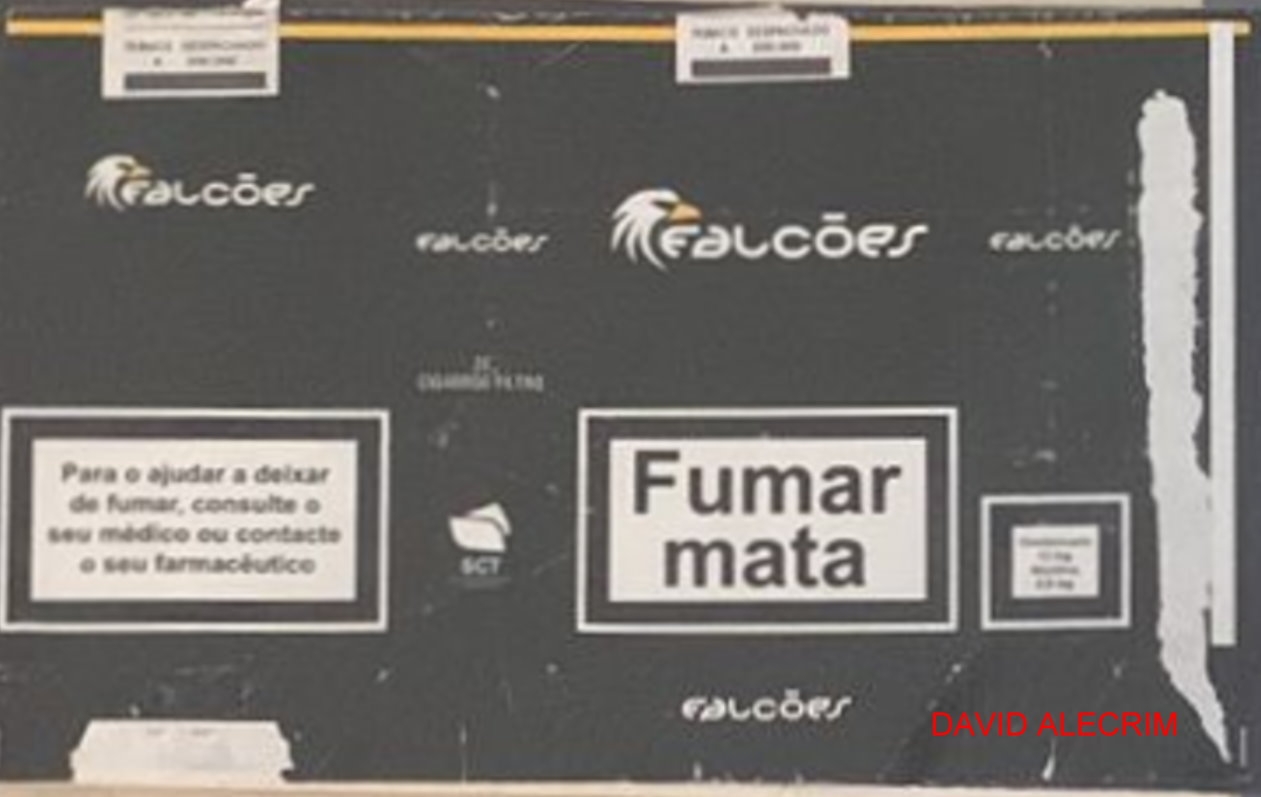 FALCÕES
FALCÕES
FALCÕES
FALCÕES
Para o ajudar a deixar
de fumar, consulte o
seu médico ou contacte
o seu farmacêutico
SCT
Fumar
mata
FALCÕES
DAVID ALECRIM